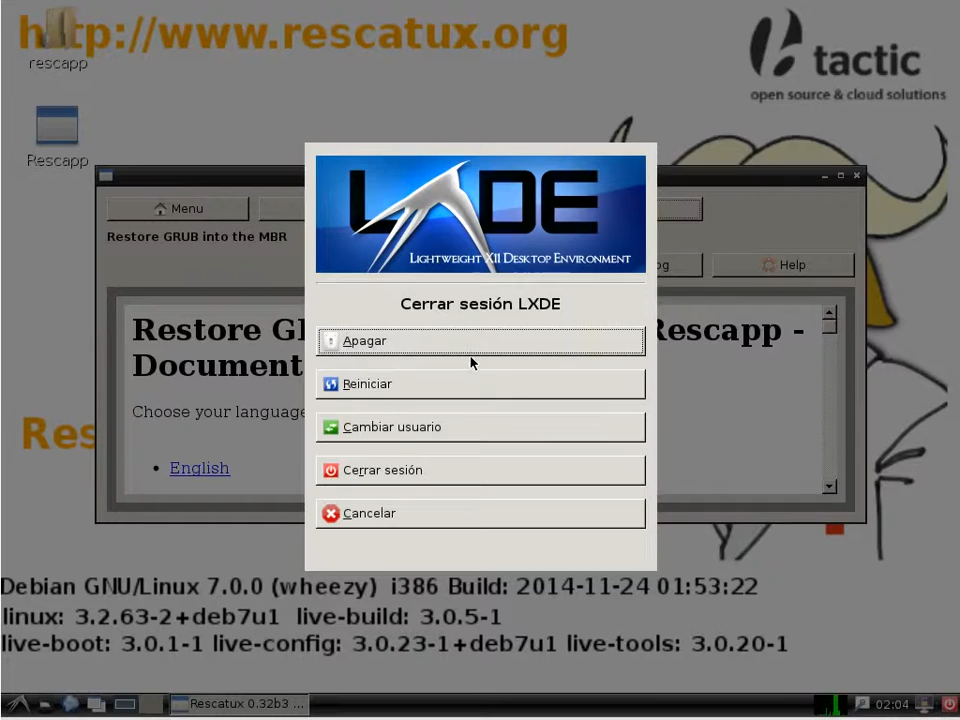 http://www.rescatux.org
rescapp
tactic
open source & cloud solutions
Rescapp
LXDE
LIGHTWEIGHT X11 DESKTOP ENVIRONMENT
Menu
Restore GRUB into the MBR
Help
Cerrar sesión LXDE
Apagar
Reiniciar
Cambiar usuario
Cerrar sesión
Cancelar
Rescapp -
Document
Choose your language
English
Debian GNU/Linux 7.0.0 (wheezy) i386 Build: 2014-11-24 01:53:22
linux: 3.2.63-2+deb7u1 live-build: 3.0.5-1
live-boot: 3.0.1-1 live-config: 3.0.23-1+deb7u1 live-tools: 3.0.20-1
Rescatux 0.32b3 ...
02:04